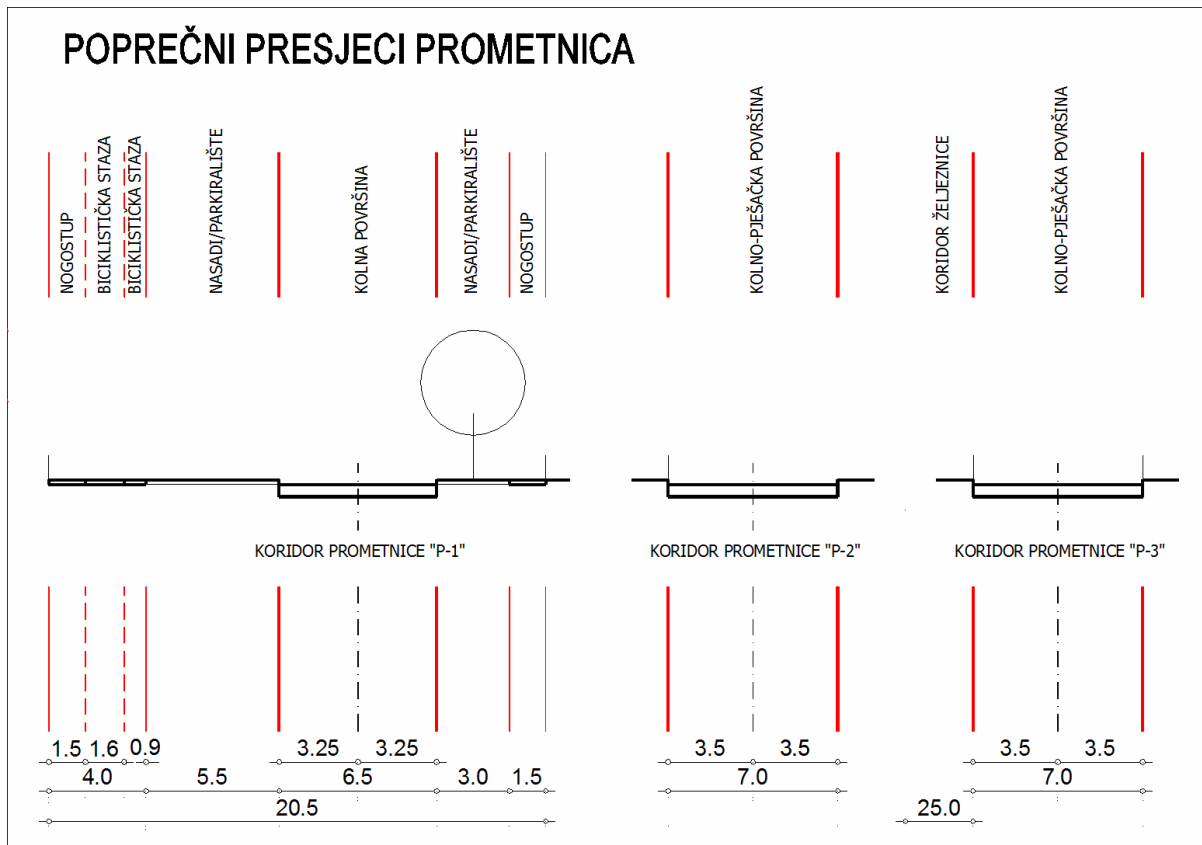 POPREČNI PRESJECI PROMETNICA
NOGOSTUP
BICIKLISTIČKA STAZA
BICIKLISTIČKA STAZA
NASADI/PARKIRALIŠTE
KOLNA POVRŠINA
NASADI/PARKIRALIŠTE
NOGOSTUP
KOLNO-PJEŠAČKA POVRŠINA
KORIDOR ŽELJEZNICE
KOLNO-PJEŠAČKA POVRŠINA
KORIDOR PROMETNICE "P-1"
KORIDOR PROMETNICE "P-2"
KORIDOR PROMETNICE "P-3"
1.5 1.6 0.9 3.25 3.25 3.5 3.5 3.5 3.5
4.0 5.5 6.5 3.0 1.5 7.0 7.0
20.5 25.0